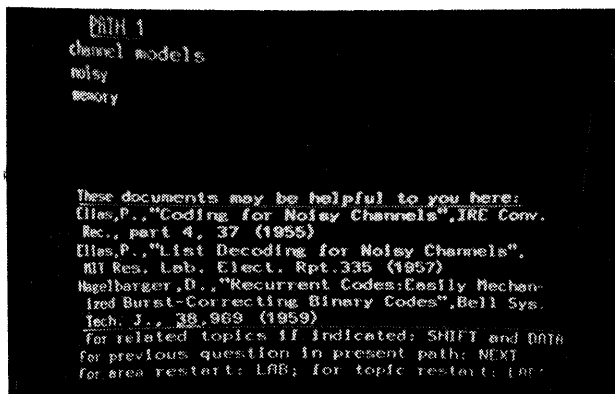 PATH 1
channel models
noisy
memory
These documents may be helpful to you here:
Elias,P.,"Coding for Noisy Channels",IRE Conv.
Rec., part 4, 37 (1955)
Elias,P.,"List Decoding for Noisy Channels",
MIT Res. Lab. Elect. Rpt.335 (1957)
Hagelbarger,D.,"Recurrent Codes:Easily Mechan-
ized Burst-Correcting Binary Codes",Bell Sys.
Tech. J., 38,969 (1959)
for related topics if indicated: SHIFT and DATA
for previous question in present path: NEXT
for area restart: LAB; for topic restart: